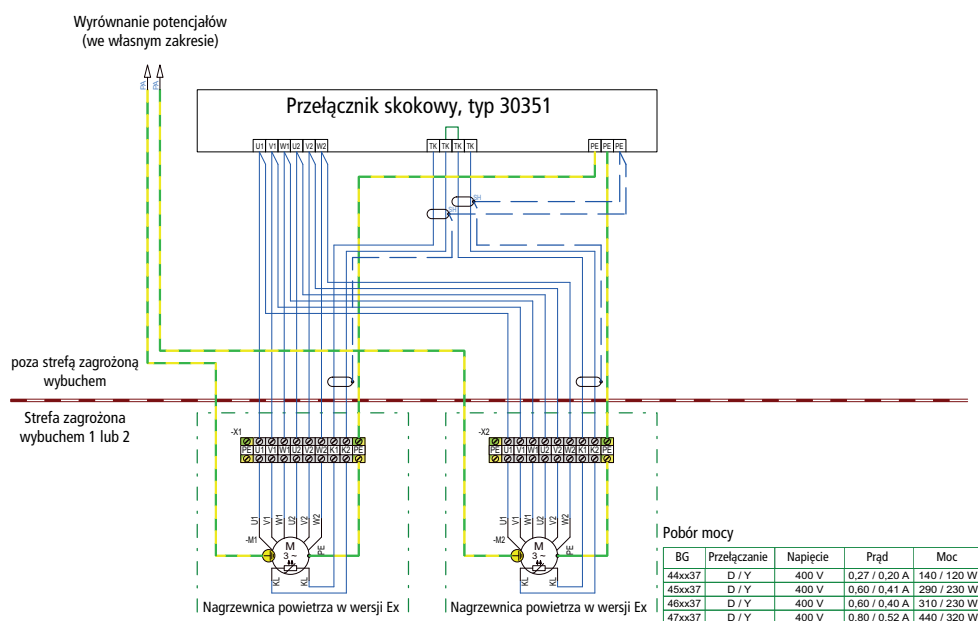 Wyrównanie potencjałów
(we własnym zakresie)
PA PA
Przełącznik skokowy, typ 30351
U1 V1 W1 U2 V2 W2
TK TK TK TK
PE PE PE
SH
SH
poza strefą zagrożoną
wybuchem
Strefa zagrożona
wybuchem 1 lub 2
-X1
PE U1 V1 W1 U2 V2 W2 K1 K2 PE
-X2
PE U1 V1 W1 U2 V2 W2 K1 K2 PE
U1 V1 W1 U2 V2 W2
U1 V1 W1 U2 V2 W2
-M1
M
3 ~
PE
KL KL
-M2
M
3 ~
PE
KL KL
Nagrzewnica powietrza w wersji Ex
Nagrzewnica powietrza w wersji Ex
Pobór mocy
BG Przełączanie Napięcie Prąd Moc
44xx37 D / Y 400 V 0,27 / 0,20 A 140 / 120 W
45xx37 D / Y 400 V 0,60 / 0,41 A 290 / 230 W
46xx37 D / Y 400 V 0,60 / 0,40 A 310 / 230 W
47xx37 D / Y 400 V 0,80 / 0,52 A 440 / 320 W